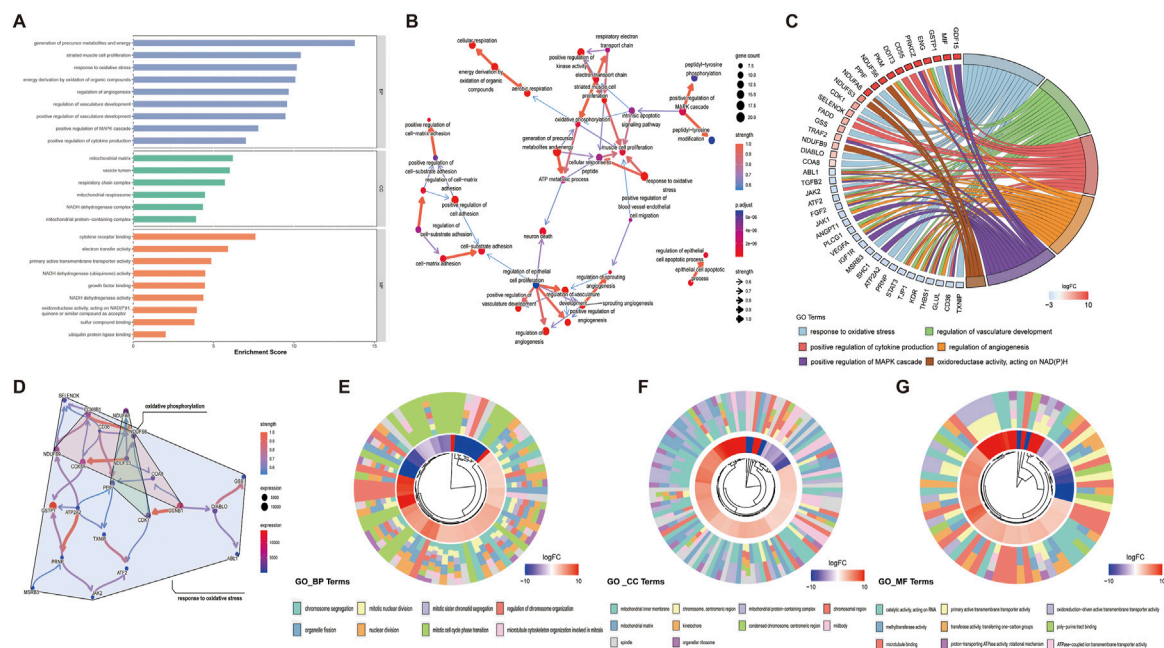 A
generation of precursor metabolites and energy
striated muscle cell proliferation
response to oxidative stress
energy derivation by oxidation of organic compounds
regulation of angiogenesis
regulation of vasculature development
positive regulation of vasculature development
positive regulation of MAPK cascade
positive regulation of cytokine production
BP
mitochondrial matrix
vesicle lumen
respiratory chain complex
mitochondrial respirasome
NADH dehydrogenase complex
mitochondrial protein-containing complex
CC
cytokine receptor binding
electron transfer activity
primary active transmembrane transporter activity
NADH dehydrogenase (ubiquinone) activity
growth factor binding
NADH dehydrogenase activity
oxidoreductase activity, acting on NAD(P)H,
quinone or similar compound as acceptor
sulfur compound binding
ubiquitin protein ligase binding
MF
0
5
10
15
Enrichment Score
B
cellular respiration
energy derivation by
oxidation of organic
compounds
aerobic respiration
respiratory electron
transport chain
positive regulation of
kinase activity
electron transport chain
striated muscle cell
proliferation
peptidyl-tyrosine
phosphorylation
positive regulation of
MAPK cascade
peptidyl-tyrosine
modification
oxidative phosphorylation
intrinsic apoptotic
signaling pathway
generation of precursor
metabolites and energy
muscle cell proliferation
cellular response to
peptide
ATP metabolic process
response to oxidative
stress
positive regulation of
cell-matrix adhesion
positive regulation of
cell-substrate adhesion
regulation of cell-matrix
adhesion
positive regulation of
cell adhesion
regulation of
cell-substrate adhesion
cell-substrate adhesion
cell-matrix adhesion
positive regulation of
blood vessel endothelial
cell migration
neuron death
regulation of epithelial
cell proliferation
regulation of sprouting
angiogenesis
regulation of epithelial
cell apoptotic process
epithelial cell apoptotic
process
positive regulation of
vasculature development
regulation of vasculature
development
sprouting angiogenesis
positive regulation of
angiogenesis
regulation of
angiogenesis
gene count
7.5
10.0
12.5
15.0
17.5
20.0
strength
1.0
0.9
0.8
0.7
0.6
p.adjust
6e-06
4e-06
2e-06
strength
0.6
0.7
0.8
0.9
1.0
C
GDF15
MIF
GSTP1
ENG
PRKCZ
CD55
DDIT3
PKM
NDUFS6
PPIF
NDUFA6
NDUFS3
CDK1
SELENOK
FADD
GSS
TRAF2
NDUFB9
DIABLO
COA8
ABL1
TGFB2
JAK2
ATF2
FGF2
JAK1
ANGPT1
PLCG1
VEGFA
IGF1R
MSRB3
SHC1
ATP2A2
PRNP
STAT3
TJP1
KDR
THBS1
GLUL
CD36
TXNIP
logFC
−3
1
GO Terms
response to oxidative stress
regulation of vasculature development
positive regulation of cytokine production
regulation of angiogenesis
positive regulation of MAPK cascade
oxidoreductase activity, acting on NAD(P)H
D
SELENOK
CD36
oxidative phosphorylation
NDUFS6
NDUFB9
COA8
GSS
GSTP1
ATP2A2
CDK1
CCNB1
DIABLO
ABL1
PRNP
ATF2
MSRB3
JAK2
response to oxidative stress
strength
1.0
0.9
0.8
0.7
0.6
expression
5000
10000
expression
10000
5000
E
logFC
−10
10
GO_BP Terms
chromosome segregation
mitotic nuclear division
mitotic sister chromatid segregation
regulation of chromosome organization
organelle fission
nuclear division
mitotic cell cycle phase transition
microtubule cytoskeleton organization involved in mitosis
F
logFC
−10
10
GO _CC Terms
mitochondrial inner membrane
chromosome, centromeric region
mitochondrial protein-containing complex
chromosomal region
mitochondrial matrix
kinetochore
condensed chromosome, centromeric region
midbody
spindle
organellar ribosome
G
logFC
−10
10
GO_MF Terms
catalytic activity, acting on RNA
primary active transmembrane transporter activity
oxidoreduction-driven active transmembrane transporter activity
methyltransferase activity
transferase activity, transferring one-carbon groups
poly-purine tract binding
microtubule binding
proton-transporting ATPase activity, rotational mechanism
ATPase-coupled ion transmembrane transporter activity